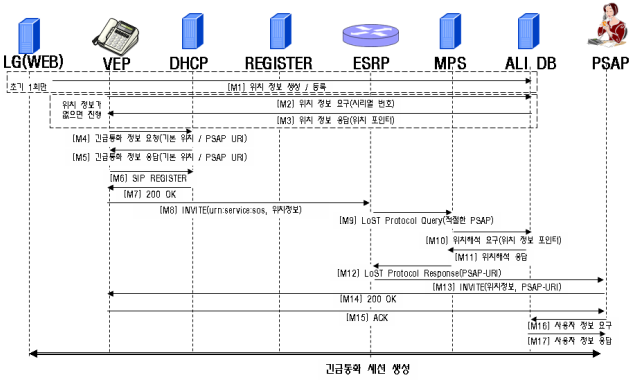 LG(WEB) VEP DHCP REGISTER ESRP MPS ALI DB PSAP
초기 1회만
[M1] 위치 정보 생성 / 등록
위치 정보가
없으면 진행
[M2] 위치 정보 요구(시리얼 번호)
[M3] 위치 정보 응답(위치 포인터)
[M4] 긴급통화 정보 요청(기본 위치 / PSAP URI)
[M5] 긴급통화 정보 응답(기본 위치 / PSAP URI)
[M6] SIP REGISTER
[M7] 200 OK
[M8] INVITE(urn:service:sos, 위치정보)
[M9] LoST Protocol Query(적절한 PSAP)
[M10] 위치해석 요구(위치 정보 포인터)
[M11] 위치해석 응답
[M12] LoST Protocol Response(PSAP-URI)
[M13] INVITE(위치정보, PSAP-URI)
[M14] 200 OK
[M15] ACK
[M16] 사용자 정보 요구
[M17] 사용자 정보 응답
긴급통화 세션 생성